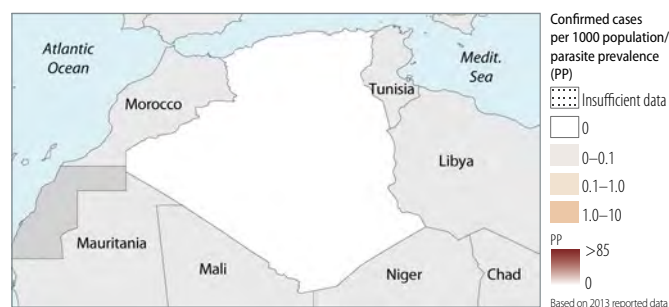 Atlantic
Ocean
Medit.
Sea
Morocco
Tunisia
Libya
Mauritania
Mali
Niger
Chad
Confirmed cases
per 1000 population/
parasite prevalence
(PP)
Insufficient data
0
0–0.1
0.1–1.0
1.0–10
PP
>85
0
Based on 2013 reported data